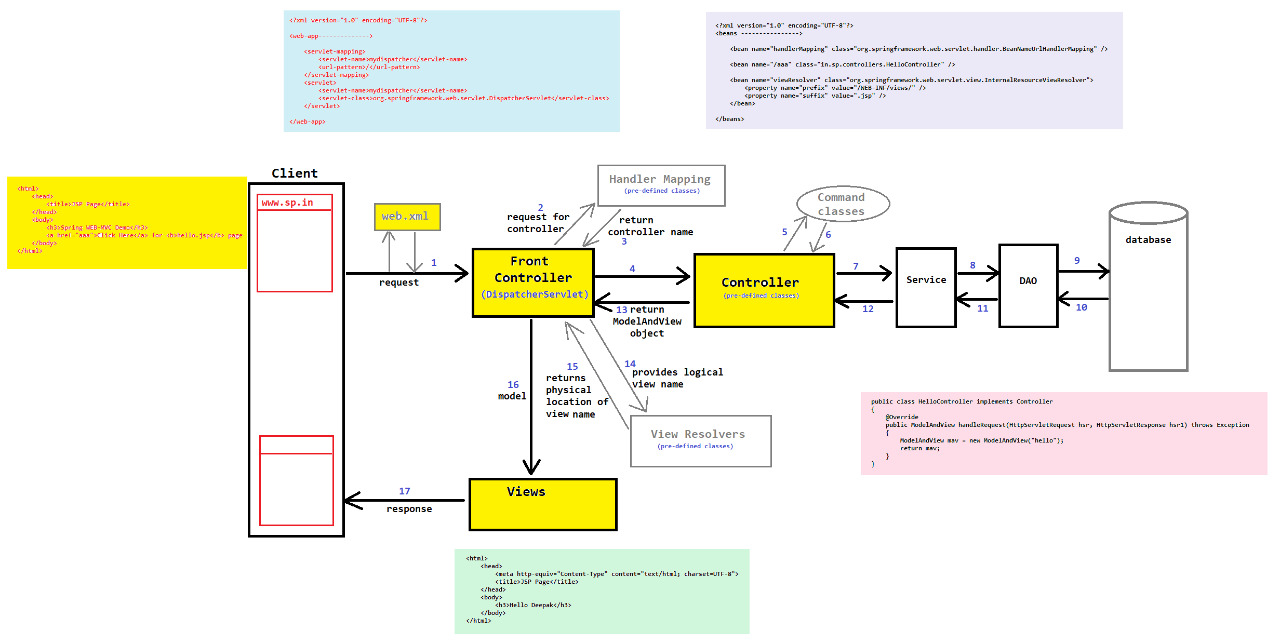 <?xml version="1.0" encoding="UTF-8"?>
<web-app-------------->
<servlet-mapping>
<servlet-name>mydispatcher</servlet-name>
<url-pattern>/</url-pattern>
</servlet-mapping>
<servlet>
<servlet-name>mydispatcher</servlet-name>
<servlet-class>org.springframework.web.servlet.DispatcherServlet</servlet-class>
</servlet>
</web-app>
<?xml version="1.0" encoding="UTF-8"?>
<beans ---------------->
<bean name="handlerMapping" class="org.springframework.web.servlet.handler.BeanNameUrlHandlerMapping" />
<bean name="/aaa" class="in.sp.controllers.HelloController" />
<bean name="viewResolver" class="org.springframework.web.servlet.view.InternalResourceViewResolver">
<property name="prefix" value="/WEB-INF/views/" />
<property name="suffix" value=".jsp" />
</bean>
</beans>
<html>
<head>
<title>JSP Page</title>
</head>
<body>
<h3>Spring WEB-MVC Demo</h3>
<a href="aaa">Click Here</a> for <b>hello.jsp</b> page
</body>
</html>
Client
www.sp.in
web.xml
1
request
Front
Controller
(DispatcherServlet)
2
request for
controller
Handler Mapping
(pre-defined classes)
return
controller name
3
4
Controller
(pre-defined classes)
Command
classes
5
6
7
Service
8
DAO
9
database
10
11
12
13 return
ModelAndView
object
14
provides logical
view name
15
returns
physical
location of
view name
View Resolvers
(pre-defined classes)
16
model
Views
17
response
public class HelloController implements Controller
{
@Override
public ModelAndView handleRequest(HttpServletRequest hsr, HttpServletResponse hsr1) throws Exception
{
ModelAndView mav = new ModelAndView("hello");
return mav;
}
}
<html>
<head>
<meta http-equiv="Content-Type" content="text/html; charset=UTF-8">
<title>JSP Page</title>
</head>
<body>
<h3>Hello Deepak</h3>
</body>
</html>